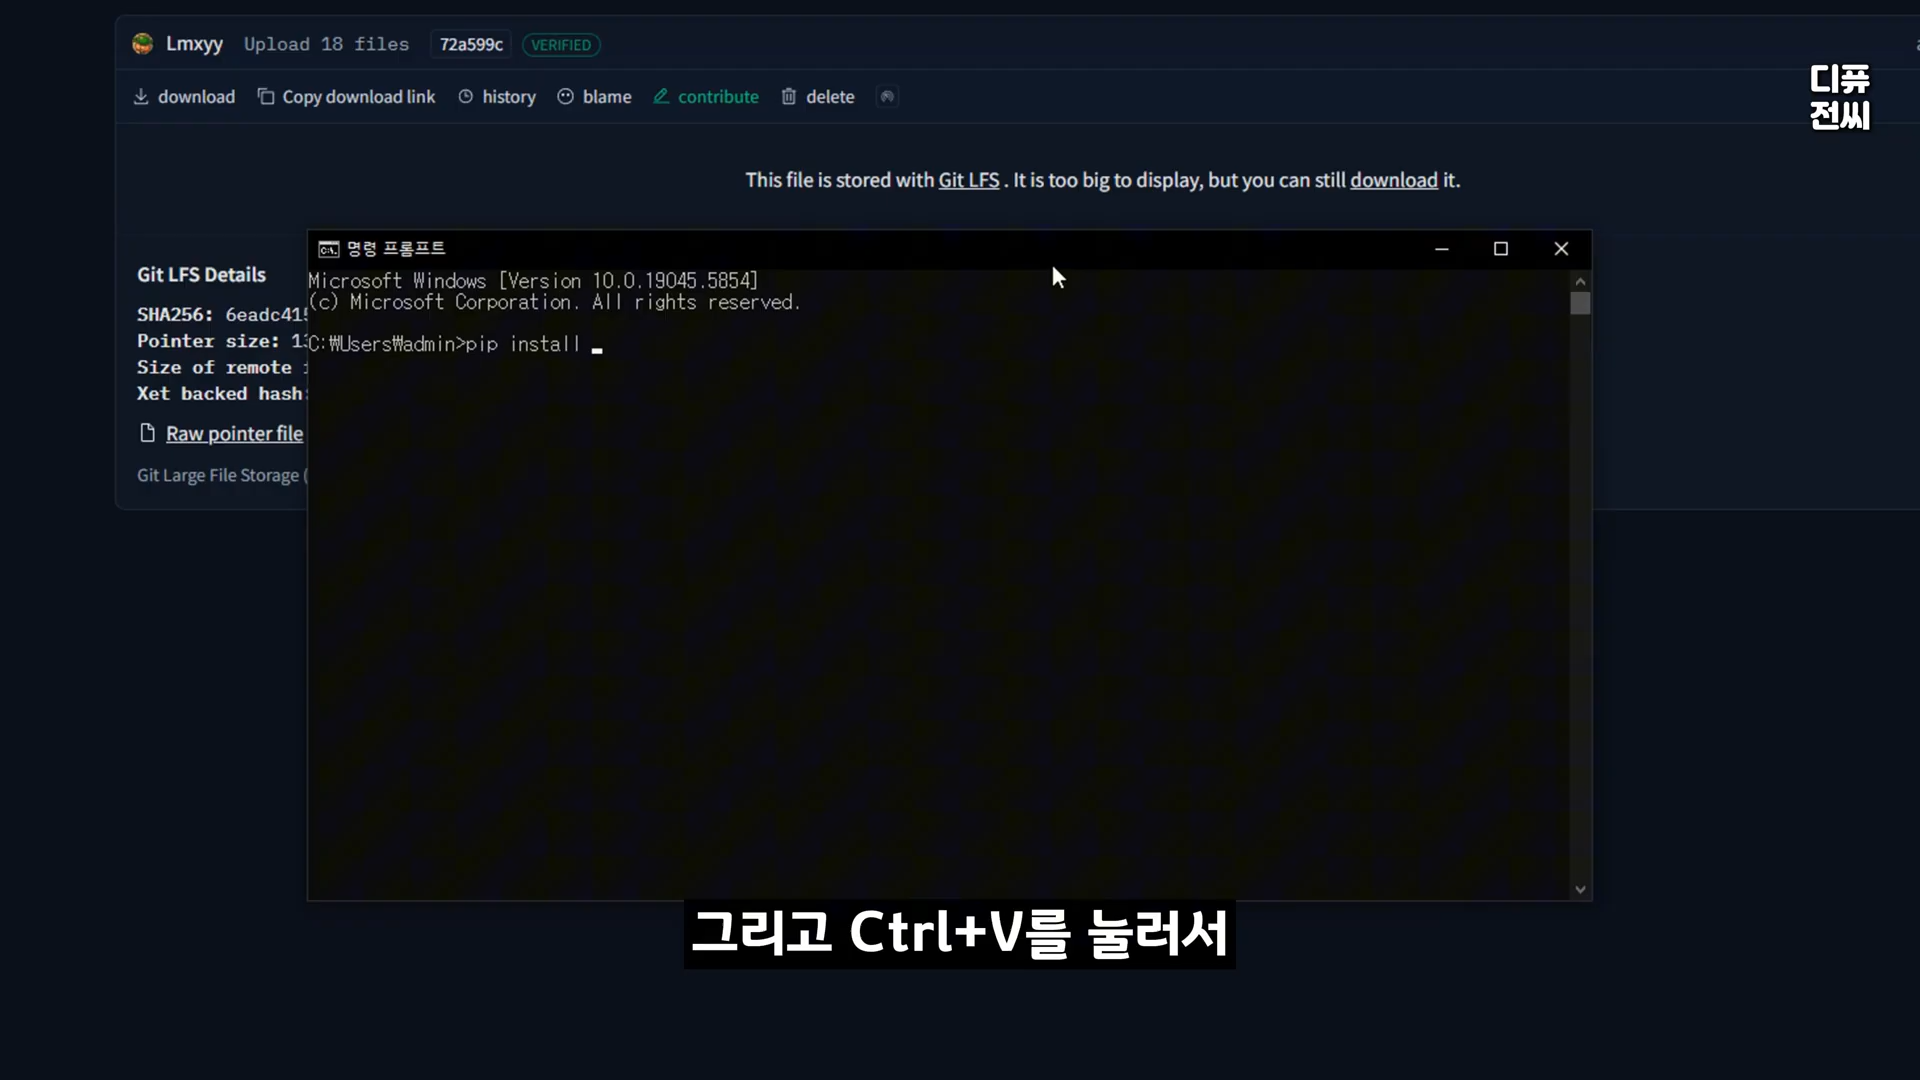 Lmxyy Upload 18 files 72a599c VERIFIED
download Copy download link history blame contribute delete
디퓨
전씨
This file is stored with Git LFS . It is too big to display, but you can still download it.
명령 프롬프트
Microsoft Windows [Version 10.0.19045.5854]
(c) Microsoft Corporation. All rights reserved.
C:₩Users₩admin>pip install
Git LFS Details
SHA256: 6eadc415
Pointer size: 13
Size of remote
Xet backed hash:
Raw pointer file
Git Large File Storage (
그리고 Ctrl+V를 눌러서